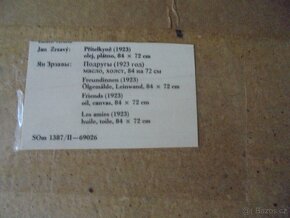 Jan Zrzavý: Přítelkyně (1923)
olej, plátno, 84 × 72 cm
Ян Зрзавы: Подруги (1923 год)
масло, холст, 84 на 72 см
Freundinnen (1923)
Ölgemälde, Leinwand, 84 × 72 cm
Friends (1923)
oil, canvas, 84 × 72 cm
Les amies (1923)
huile, toile, 84 × 72 cm
SOm 1387/II—69026
bazos.cz